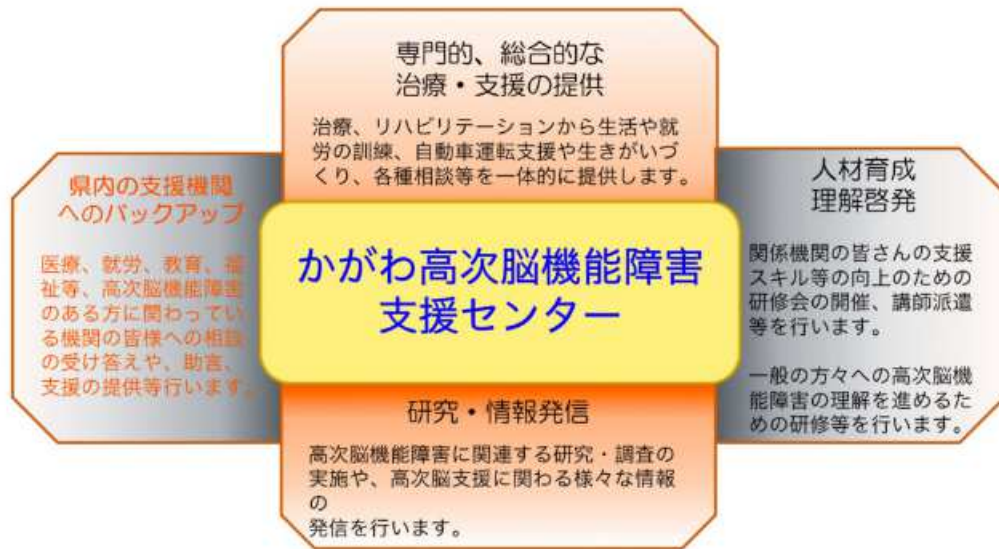 専門的、総合的な
治療・支援の提供
治療、リハビリテーションから生活や就
労の訓練、自動車運転支援や生きがいづ
くり、各種相談等を一体的に提供します。
県内の支援機関
へのバックアップ
医療、就労、教育、福
祉等、高次脳機能障害
のある方に関わってい
る機関の皆様への相談
の受け答えや、助言、
支援の提供等行います。
かがわ高次脳機能障害
支援センター
人材育成
理解啓発
関係機関の皆さんの支援
スキル等の向上のための
研修会の開催、講師派遣
等を行います。
一般の方々への高次脳機
能障害の理解を進めるた
めの研修等を行います。
研究・情報発信
高次脳機能障害に関連する研究・調査の
実施や、高次脳支援に関わる様々な情報
の
発信を行います。